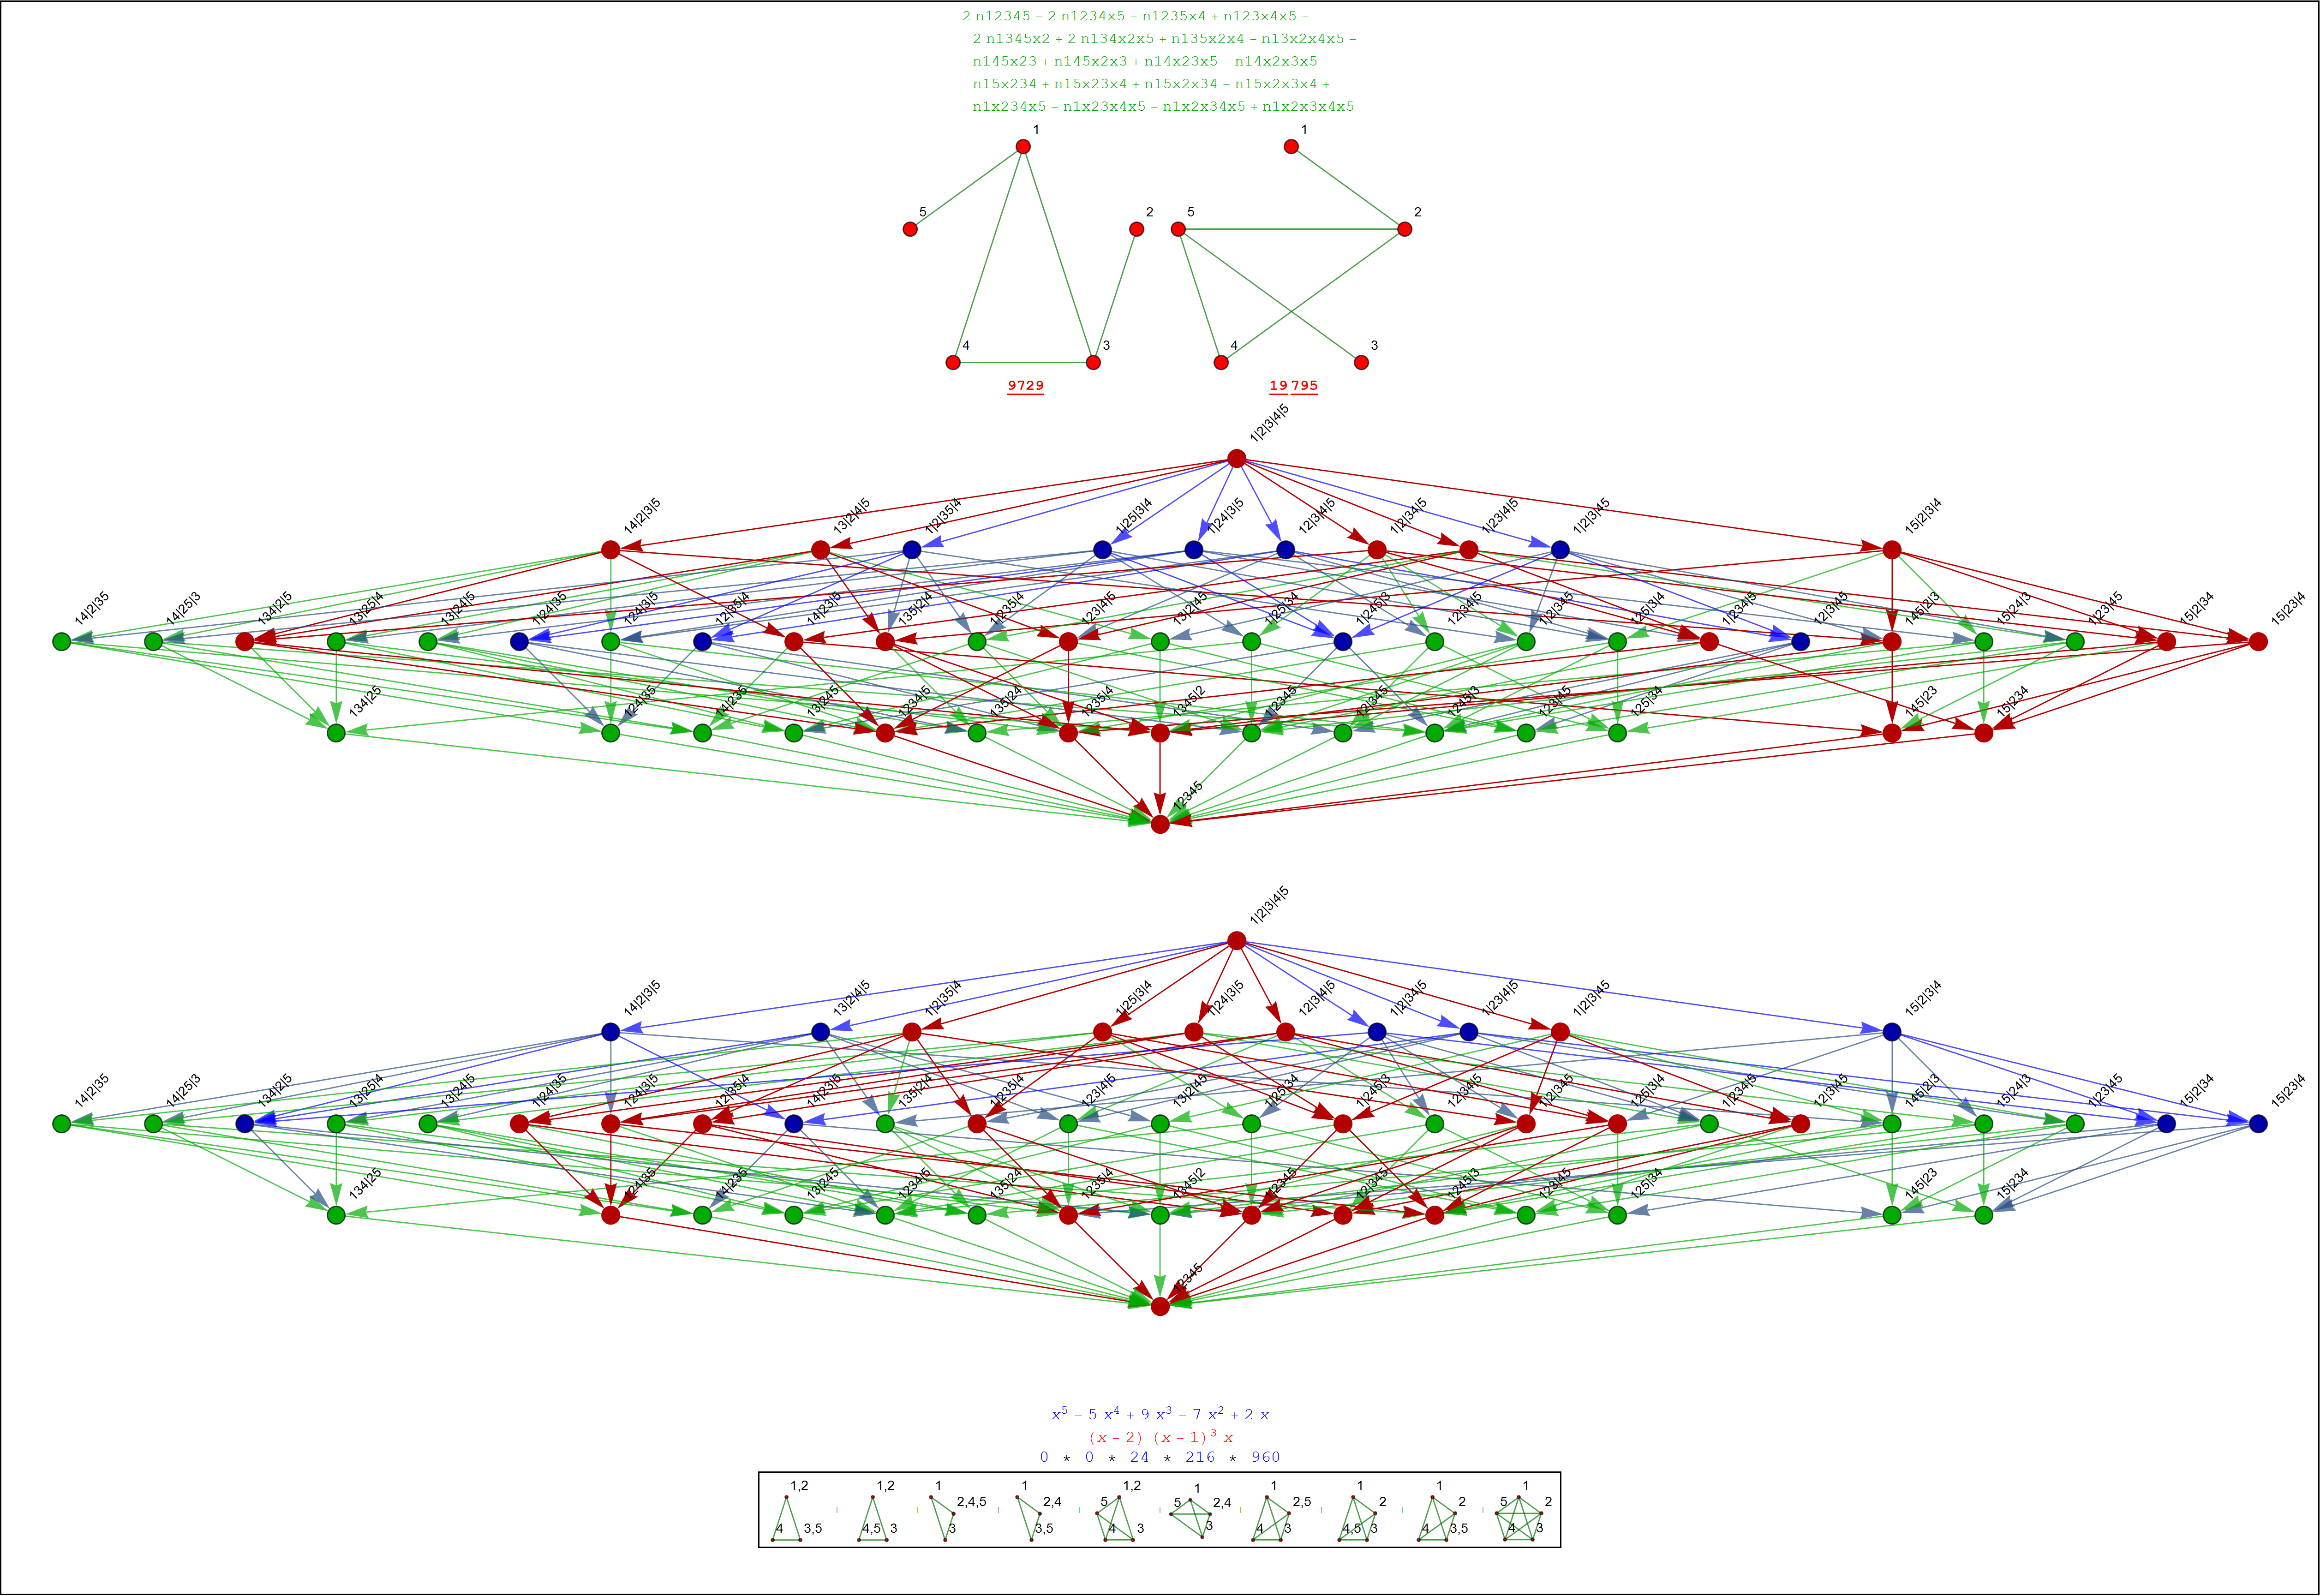 2 n12345 – 2 n1234x5 – n1235x4 + n123x4x5 –
2 n1345x2 + 2 n134x2x5 + n135x2x4 – n13x2x4x5 –
n145x23 + n145x2x3 + n14x23x5 – n14x2x3x5 –
n15x234 + n15x23x4 + n15x2x34 – n15x2x3x4 +
n1x234x5 – n1x23x4x5 – n1x2x34x5 + n1x2x3x4x5
1 1
5 2 5 2
4 3 4 3
9729 19 795
1|2|3|4|5
14|2|3|5 13|2|4|5 1|2|35|4 1|25|3|4 1|24|3|5 12|3|4|5 1|2|34|5 1|23|4|5 1|2|3|45 15|2|3|4
14|2|35 14|25|3 134|2|5 13|25|4 13|24|5 1|24|35 124|3|5 12|35|4 14|23|5 135|2|4 1|235|4 123|4|5 13|2|45 1|25|34 1|245|3 12|34|5 1|2|345 125|3|4 1|234|5 12|3|45 145|2|3 15|24|3 1|23|45 15|2|34 15|23|4
134|25 124|35 14|235 13|245 1234|5 135|24 1235|4 1345|2 1|2345 12|345 1245|3 123|45 125|34 145|23 15|234
12345
1|2|3|4|5
14|2|3|5 13|2|4|5 1|2|35|4 1|25|3|4 1|24|3|5 12|3|4|5 1|2|34|5 1|23|4|5 1|2|3|45 15|2|3|4
14|2|35 14|25|3 134|2|5 13|25|4 13|24|5 1|24|35 124|3|5 12|35|4 14|23|5 135|2|4 1|235|4 123|4|5 13|2|45 1|25|34 1|245|3 12|34|5 1|2|345 125|3|4 1|234|5 12|3|45 145|2|3 15|24|3 1|23|45 15|2|34 15|23|4
134|25 124|35 14|235 13|245 1234|5 135|24 1235|4 1345|2 1|2345 12|345 1245|3 123|45 125|34 145|23 15|234
12345
x⁵ – 5 x⁴ + 9 x³ – 7 x² + 2 x
(x – 2) (x – 1)³ x
0 * 0 * 24 * 216 * 960
1,2 1,2 1 1 1,2 1 1 1 1 1
+ + 2,4,5 + 2,4 + 5 + 5 2,4 + 2,5 + 2 + 2 + 5 2
4 3,5 4,5 3 3 3,5 4 3 3 4 3 4,5 3 4 3,5 4 3